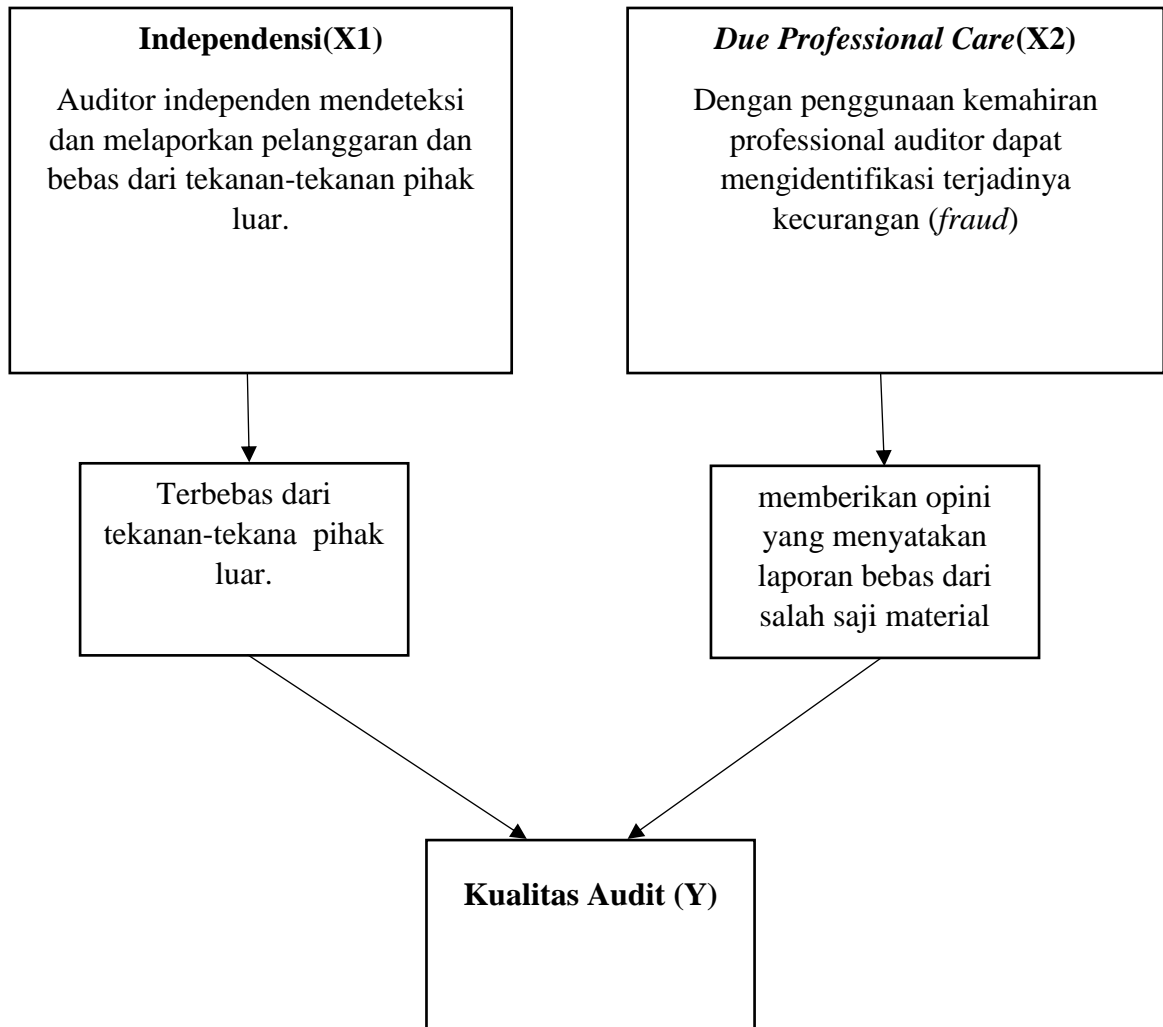 Independensi(X1)
Auditor independen mendeteksi
dan melaporkan pelanggaran dan
bebas dari tekanan-tekanan pihak
luar.
Due Professional Care(X2)
Dengan penggunaan kemahiran
professional auditor dapat
mengidentifikasi terjadinya
kecurangan (fraud)
Terbebas dari
tekanan-tekana pihak
luar.
memberikan opini
yang menyatakan
laporan bebas dari
salah saji material
Kualitas Audit (Y)